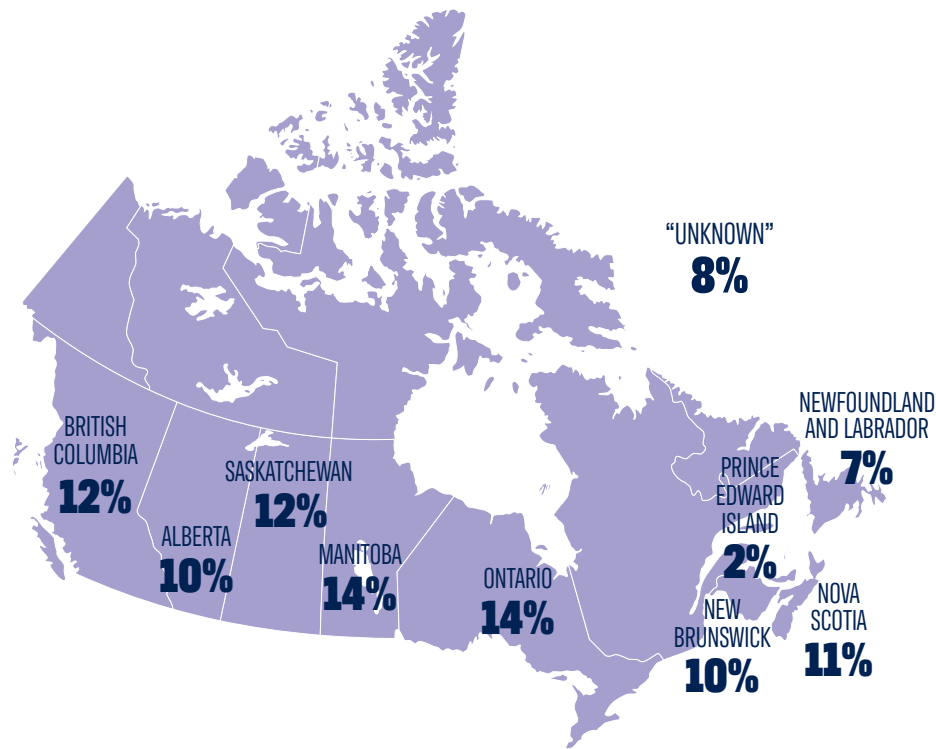 “UNKNOWN”
8%
NEWFOUNDLAND
AND LABRADOR
7%
BRITISH
COLUMBIA
12%
SASKATCHEWAN
12%
ALBERTA
10%
MANITOBA
14%
ONTARIO
14%
PRINCE
EDWARD
ISLAND
2%
NEW
BRUNSWICK
10%
NOVA
SCOTIA
11%